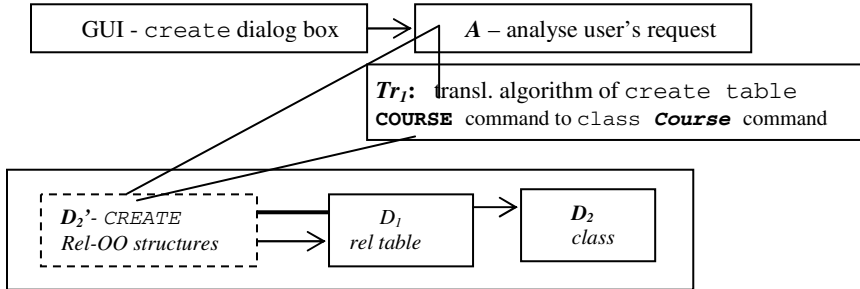 GUI - create dialog box
A – analyse user's request
Tr1: transl. algorithm of create table
COURSE command to class Course command
D2'- CREATE
Rel-OO structures
D1
rel table
D2
class